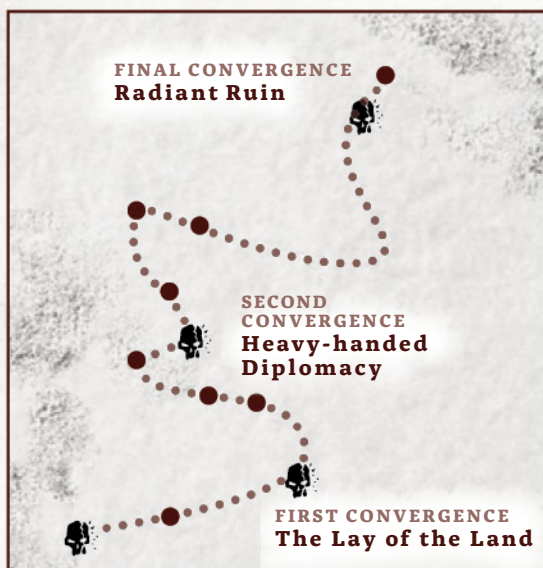 FINAL CONVERGENCE
Radiant Ruin
SECOND
CONVERGENCE
Heavy-handed
Diplomacy
FIRST CONVERGENCE
The Lay of the Land